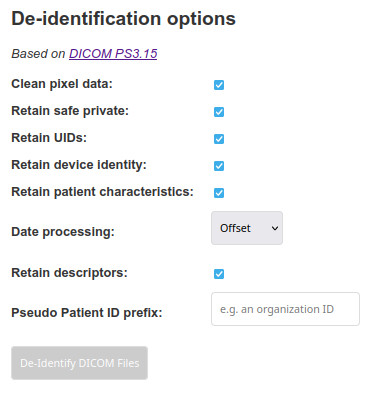 De-identification options
Based on DICOM PS3.15
Clean pixel data:
Retain safe private:
Retain UIDs:
Retain device identity:
Retain patient characteristics:
Date processing: Offset
Retain descriptors:
Pseudo Patient ID prefix: e.g. an organization ID
De-Identify DICOM Files